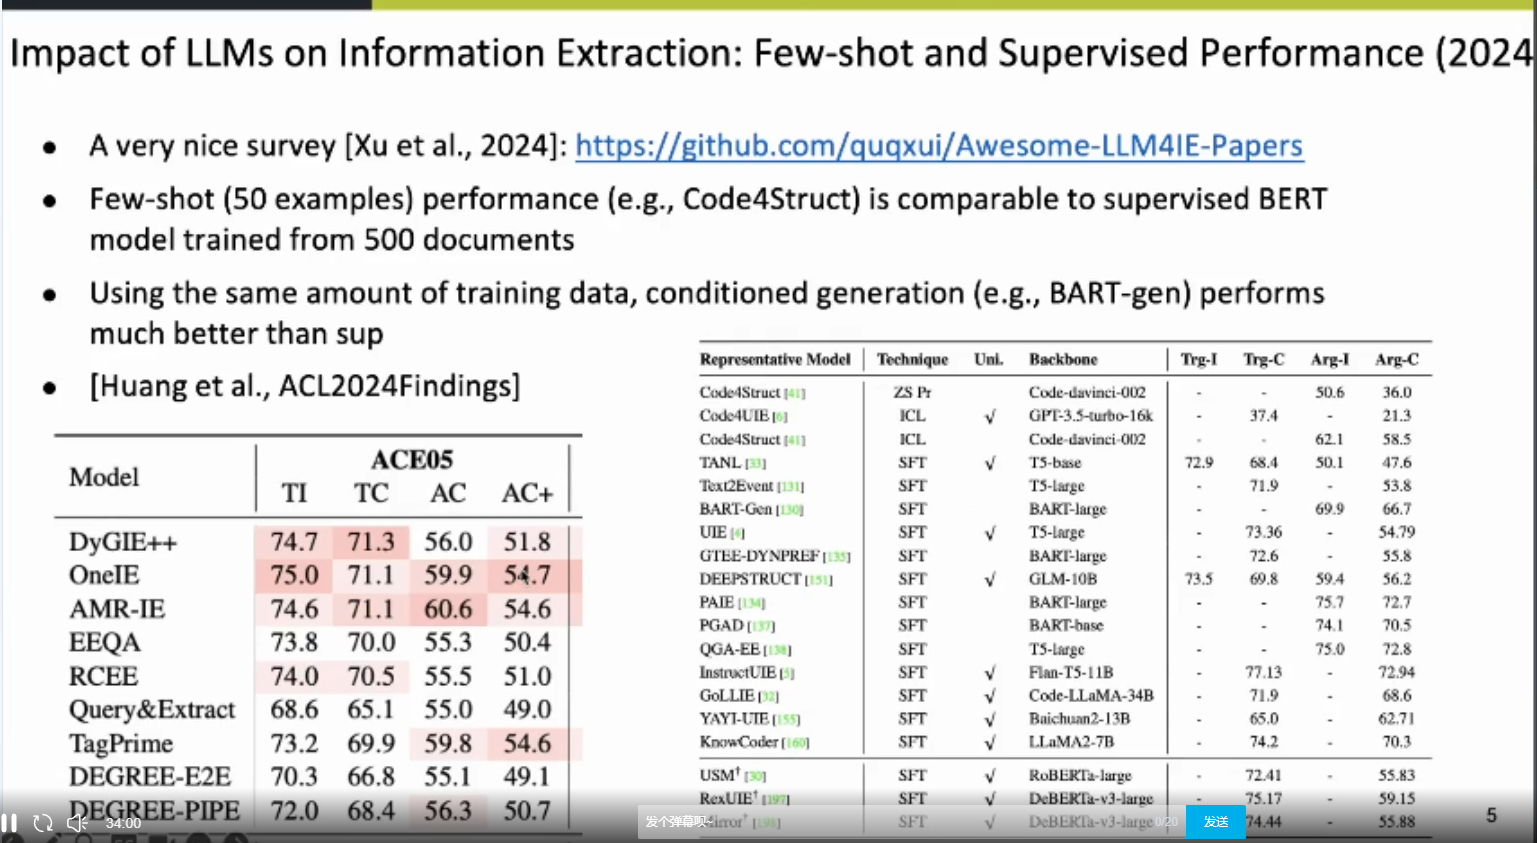 Impact of LLMs on Information Extraction: Few-shot and Supervised Performance (2024
● A very nice survey [Xu et al., 2024]: https://github.com/quqxui/Awesome-LLM4IE-Papers
● Few-shot (50 examples) performance (e.g., Code4Struct) is comparable to supervised BERT
model trained from 500 documents
● Using the same amount of training data, conditioned generation (e.g., BART-gen) performs
much better than sup
● [Huang et al., ACL2024Findings]
Model ACE05
TI TC AC AC+
DyGIE++ 74.7 71.3 56.0 51.8
OneIE 75.0 71.1 59.9 54.7
AMR-IE 74.6 71.1 60.6 54.6
EEQA 73.8 70.0 55.3 50.4
RCEE 74.0 70.5 55.5 51.0
Query&Extract 68.6 65.1 55.0 49.0
TagPrime 73.2 69.9 59.8 54.6
DEGREE-E2E 70.3 66.8 55.1 49.1
DEGREE-PIPE 72.0 68.4 56.3 50.7
Representative Model Technique Uni. Backbone Trg-I Trg-C Arg-I Arg-C
Code4Struct [41] ZS Pr Code-davinci-002 - - 50.6 36.0
Code4UIE [6] ICL √ GPT-3.5-turbo-16k - 37.4 - 21.3
Code4Struct [41] ICL Code-davinci-002 - - 62.1 58.5
TANL [33] SFT √ T5-base 72.9 68.4 50.1 47.6
Text2Event [131] SFT T5-large - 71.9 - 53.8
BART-Gen [130] SFT BART-large - - 69.9 66.7
UIE [4] SFT √ T5-large - 73.36 - 54.79
GTEE-DYNPREF [135] SFT BART-large - 72.6 - 55.8
DEEPSTRUCT [151] SFT √ GLM-10B 73.5 69.8 59.4 56.2
PAIE [134] SFT BART-large - - 75.7 72.7
PGAD [137] SFT BART-base - - 74.1 70.5
QGA-EE [138] SFT T5-large - - 75.0 72.8
InstructUIE [5] SFT √ Flan-T5-11B - 77.13 - 72.94
GoLLIE [32] SFT √ Code-LLaMA-34B - 71.9 - 68.6
YAYI-UIE [155] SFT √ Baichuan2-13B - 65.0 - 62.71
KnowCoder [160] SFT √ LLaMA2-7B - 74.2 - 70.3
USM† [30] SFT √ RoBERTa-large - 72.41 - 55.83
RexUIE† [197] SFT √ DeBERTa-v3-large - 75.17 - 59.15
Mirror† [198] SFT √ DeBERTa-v3-large 74.44 - 55.88
34:00
发个弹幕呗~
0/20
发送
5